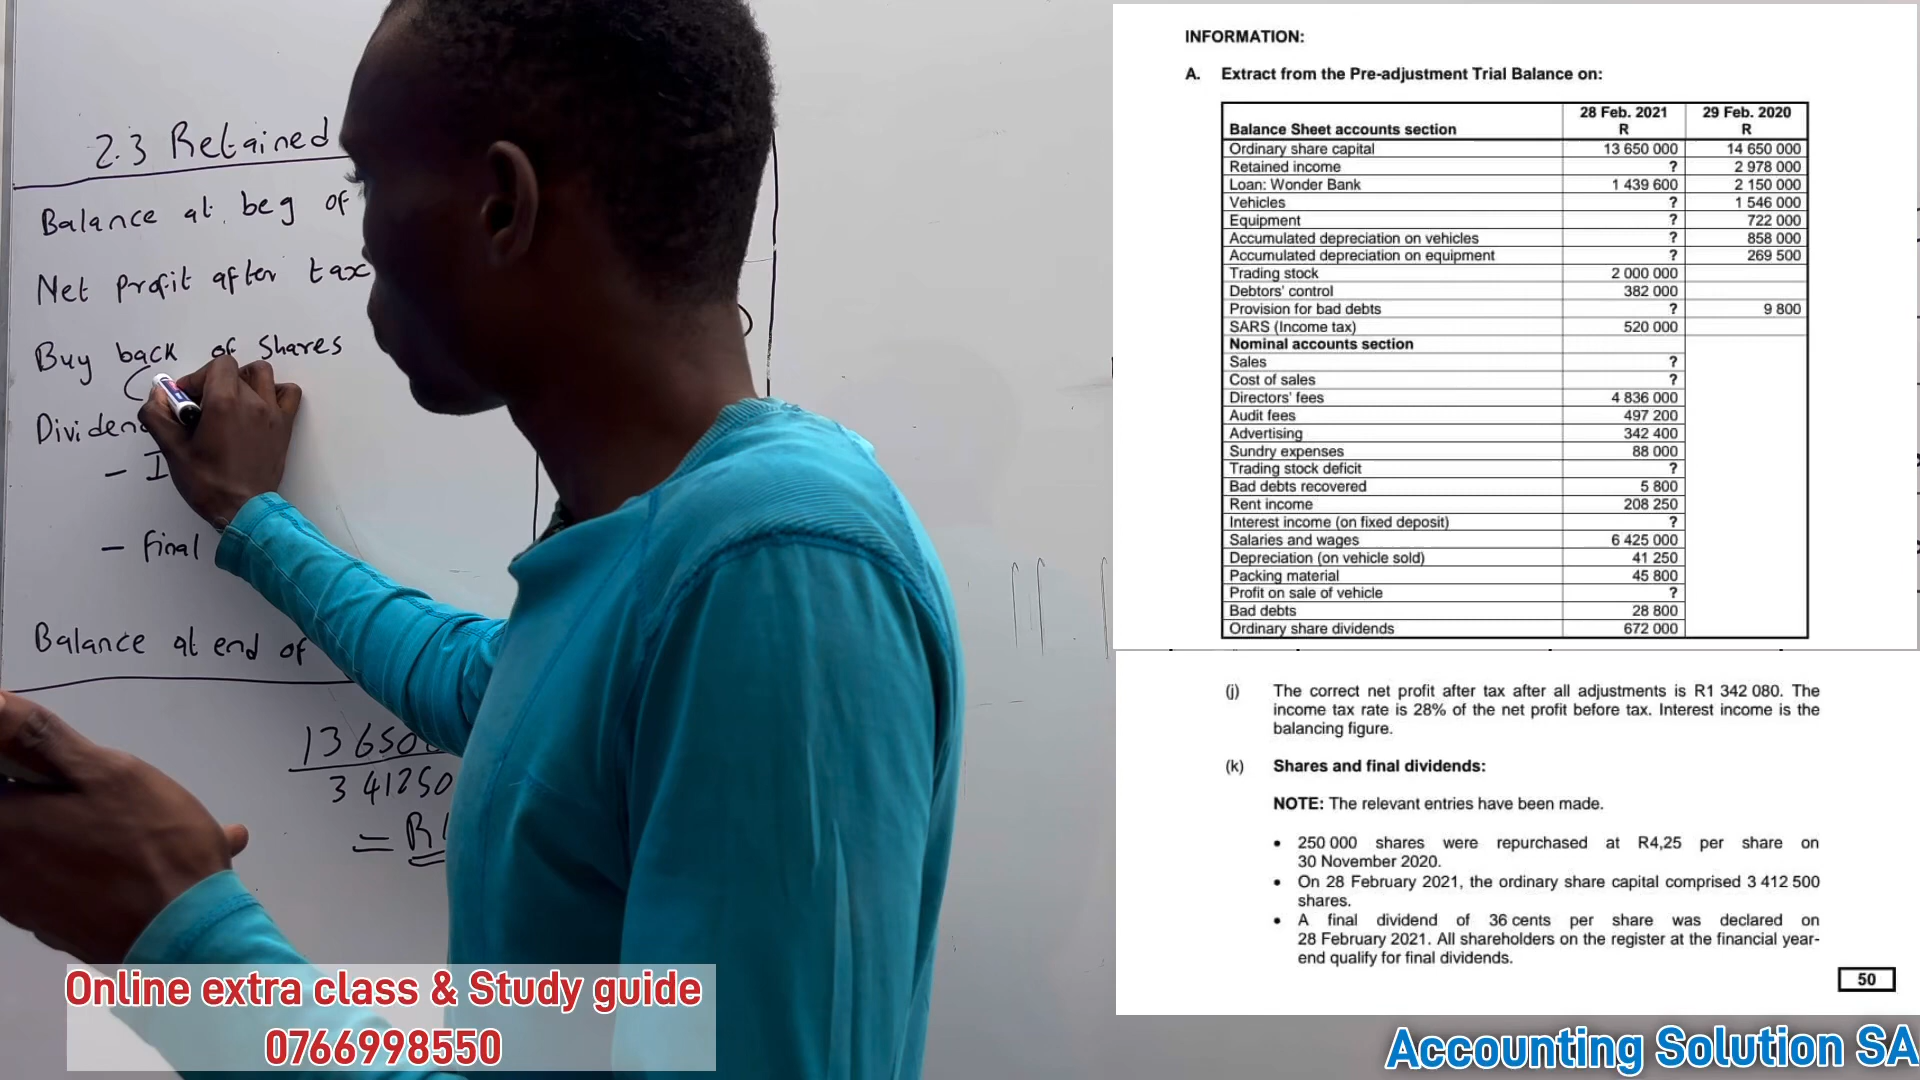 2.3 Retained
Balance at beg of
Net profit after tax
Buy back of shares
Dividen
- I
- final
Balance at end of
13650
341250
= R1
INFORMATION:
A. Extract from the Pre-adjustment Trial Balance on:
Balance Sheet accounts section 28 Feb. 2021 R 29 Feb. 2020 R
Ordinary share capital 13 650 000 14 650 000
Retained income ? 2 978 000
Loan: Wonder Bank 1 439 600 2 150 000
Vehicles ? 1 546 000
Equipment ? 722 000
Accumulated depreciation on vehicles ? 858 000
Accumulated depreciation on equipment ? 269 500
Trading stock 2 000 000
Debtors' control 382 000
Provision for bad debts ? 9 800
SARS (Income tax) 520 000
Nominal accounts section
Sales ?
Cost of sales ?
Directors' fees 4 836 000
Audit fees 497 200
Advertising 342 400
Sundry expenses 88 000
Trading stock deficit ?
Bad debts recovered 5 800
Rent income 208 250
Interest income (on fixed deposit) ?
Salaries and wages 6 425 000
Depreciation (on vehicle sold) 41 250
Packing material 45 800
Profit on sale of vehicle ?
Bad debts 28 800
Ordinary share dividends 672 000
(j) The correct net profit after tax after all adjustments is R1 342 080. The
income tax rate is 28% of the net profit before tax. Interest income is the
balancing figure.
(k) Shares and final dividends:
NOTE: The relevant entries have been made.
• 250 000 shares were repurchased at R4,25 per share on
30 November 2020.
• On 28 February 2021, the ordinary share capital comprised 3 412 500
shares.
• A final dividend of 36 cents per share was declared on
28 February 2021. All shareholders on the register at the financial year-
end qualify for final dividends.
50
Online extra class & Study guide
0766998550
Accounting Solution SA